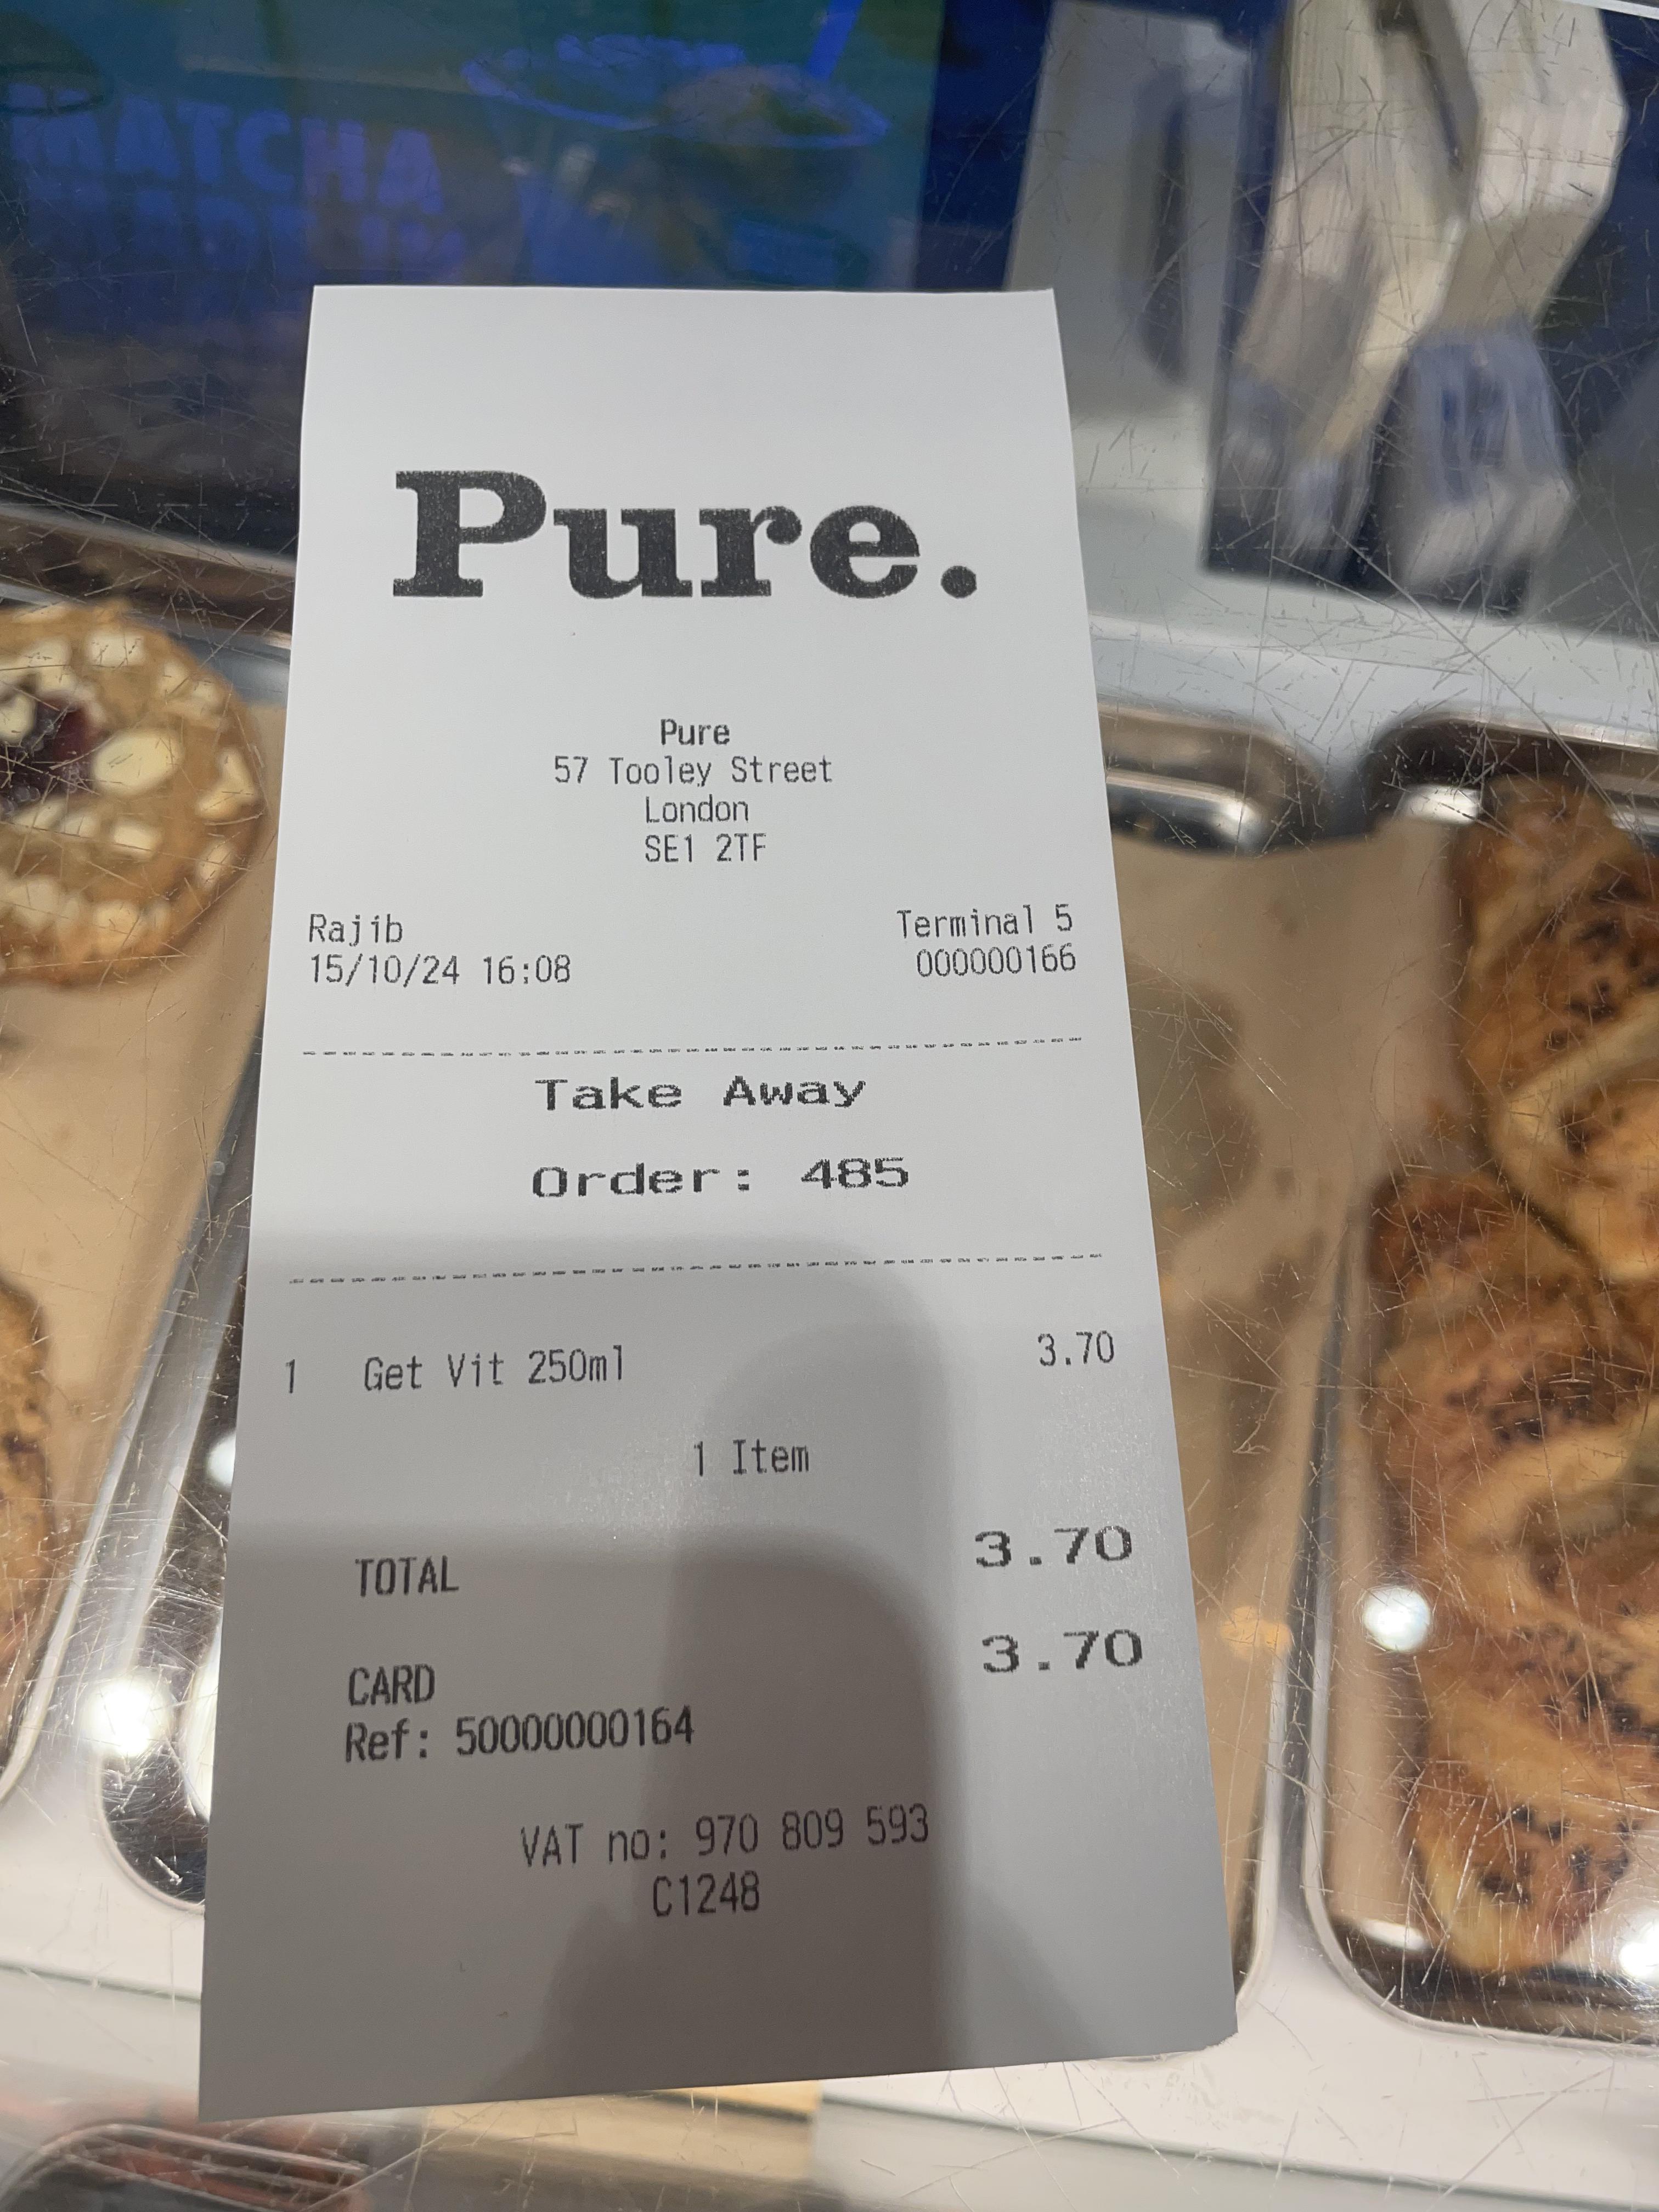 MATCHA
Pure.
Pure
57 Tooley Street
London
SE1 2TF
Rajib Terminal 5
15/10/24 16:08 000000166
Take Away
Order: 485
1 Get Vit 250ml 3.70
1 Item
TOTAL 3.70
CARD 3.70
Ref: 50000000164
VAT no: 970 809 593
C1248